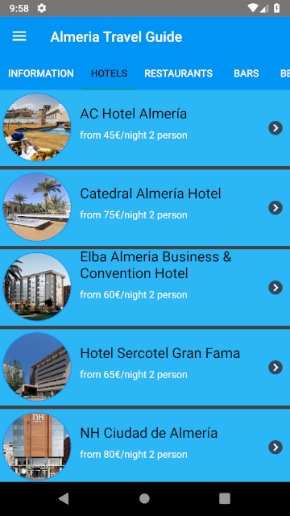 9:58
Almeria Travel Guide
INFORMATION HOTELS RESTAURANTS BARS BE
AC Hotel Almería
from 45€/night 2 person
Catedral Almería Hotel
from 75€/night 2 person
Elba Almeria Business &
Convention Hotel
from 60€/night 2 person
Hotel Sercotel Gran Fama
from 65€/night 2 person
NH Ciudad de Almería
from 80€/night 2 person